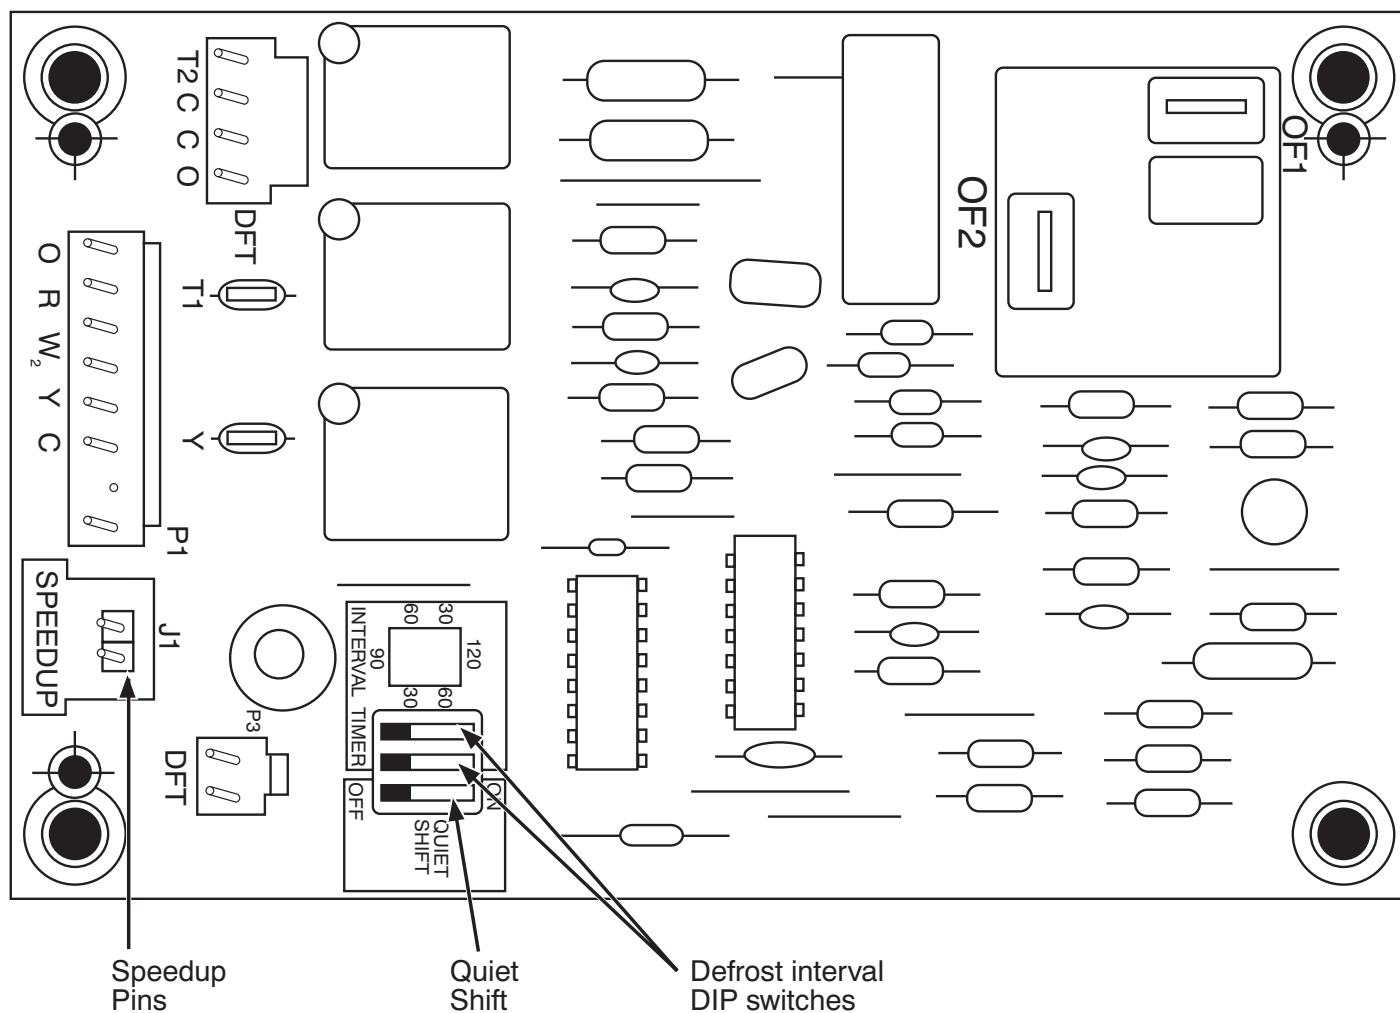 T2 C C O
DFT
OF1
OF2
O R W2 Y C
T1
Y
P1
SPEEDUP
J1
INTERVAL TIMER
60 30
90 120
30 60
P3
DFT
OFF
ON
QUIET
SHIFT
Speedup
Pins
Quiet
Shift
Defrost interval
DIP switches